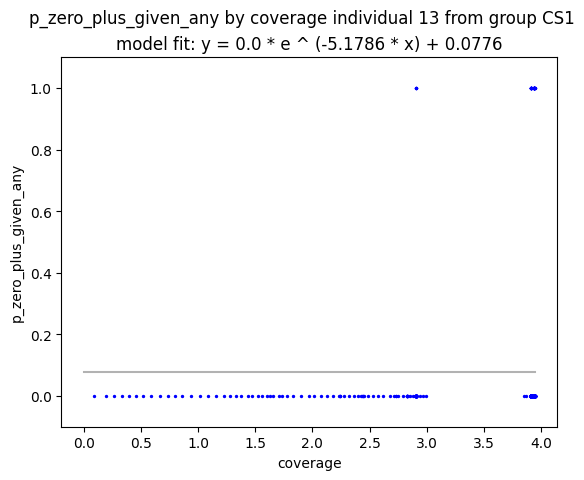 p_zero_plus_given_any by coverage individual 13 from group CS1
model fit: y = 0.0 * e ^ (-5.1786 * x) + 0.0776
p_zero_plus_given_any
1.0
0.8
0.6
0.4
0.2
0.0
0.0 0.5 1.0 1.5 2.0 2.5 3.0 3.5 4.0
coverage